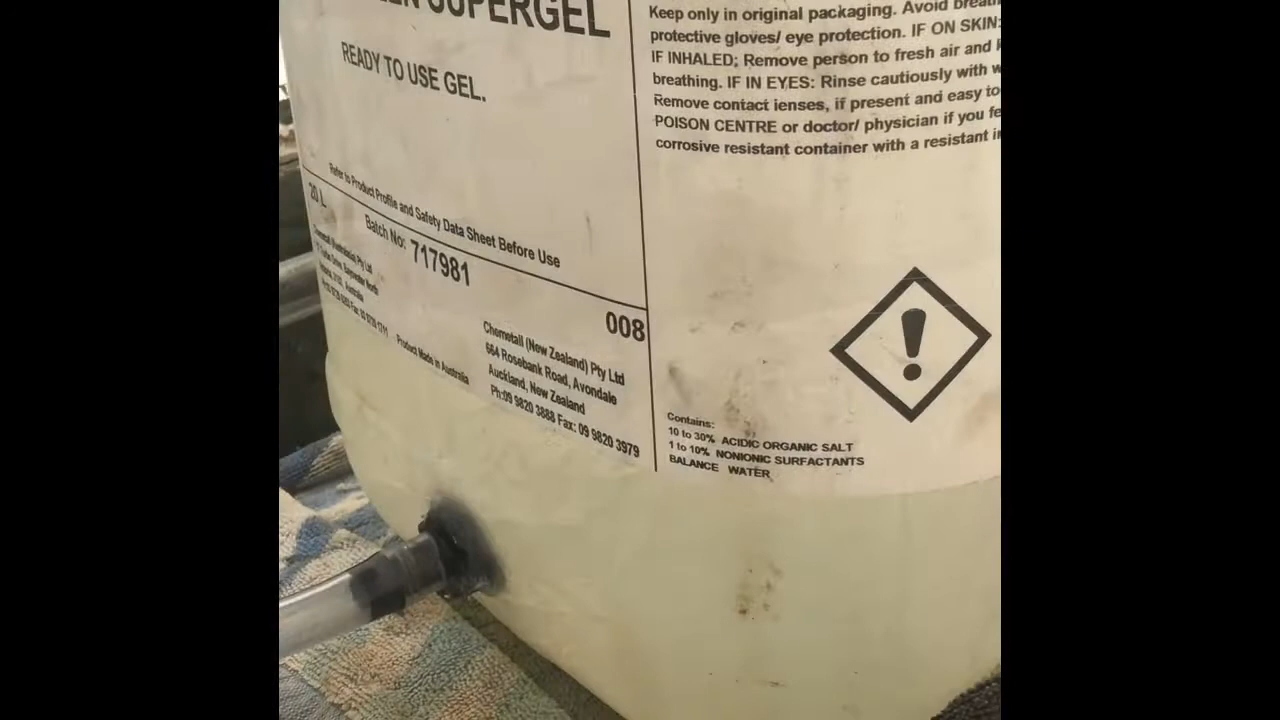 SUPERGEL
READY TO USE GEL.
Refer to Product Profile and Safety Data Sheet Before Use
20 L
Batch No: 717981
008
Product Made in Australia
Chemetall (New Zealand) Pty Ltd
664 Rosebank Road, Avondale
Auckland, New Zealand
Ph:09 9820 3888 Fax: 09 9820 3979
Keep only in original packaging. Avoid
protective gloves/ eye protection. IF ON SKIN:
IF INHALED; Remove person to fresh air and
breathing. IF IN EYES: Rinse cautiously with
Remove contact lenses, if present and easy to
POISON CENTRE or doctor/ physician if you
corrosive resistant container with a resistant
Contains:
10 to 30% ACIDIC ORGANIC SALT
1 to 10% NONIONIC SURFACTANTS
BALANCE WATER